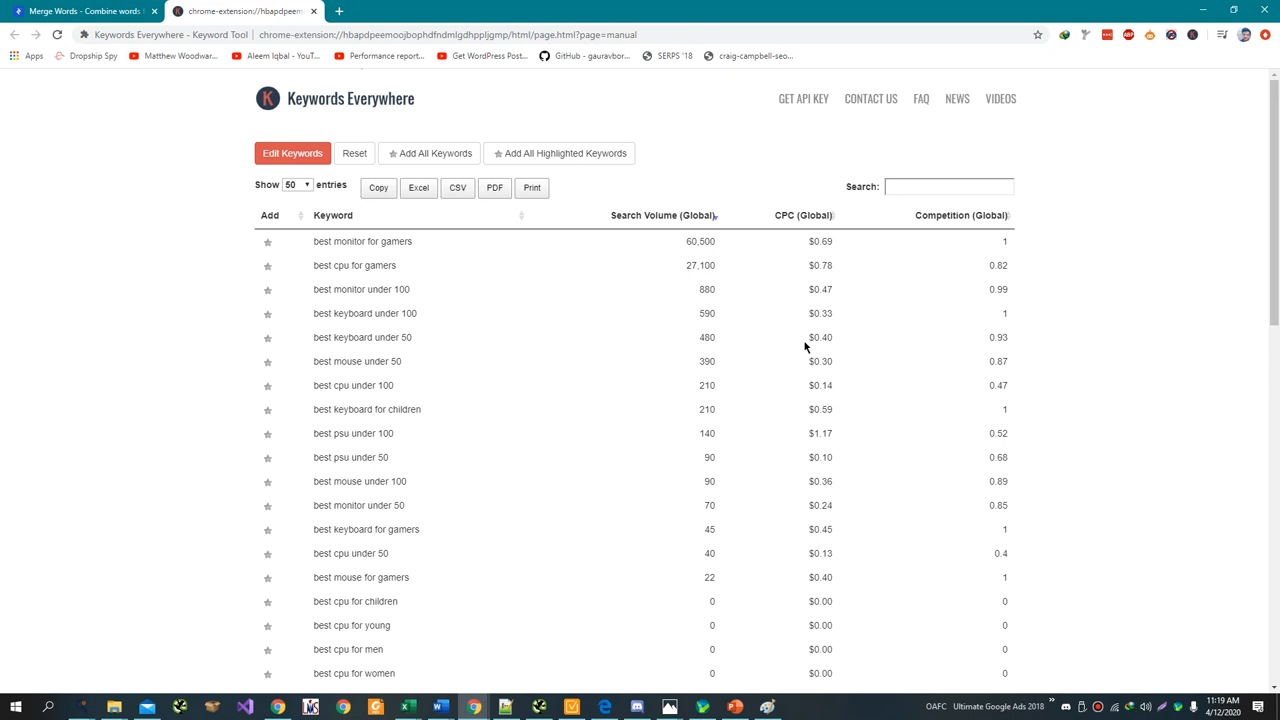 Merge Words - Combine words
chrome-extension://hbapdpeemo
Keywords Everywhere - Keyword Tool | chrome-extension://hbapdpeemoojbophdfndmlgdhppljgmp/html/page.html?page=manual
Apps Dropship Spy Matthew Woodwar... Aleem Iqbal - YouT... Performance report... Get WordPress Post... GitHub - gauravbor... SERPS '18 craig-campbell-seo...
K Keywords Everywhere GET API KEY CONTACT US FAQ NEWS VIDEOS
Edit Keywords Reset Add All Keywords Add All Highlighted Keywords
Show 50 entries Copy Excel CSV PDF Print Search:
Add Keyword Search Volume (Global) CPC (Global) Competition (Global)
best monitor for gamers 60,500 $0.69 1
best cpu for gamers 27,100 $0.78 0.82
best monitor under 100 880 $0.47 0.99
best keyboard under 100 590 $0.33 1
best keyboard under 50 480 $0.40 0.93
best mouse under 50 390 $0.30 0.87
best cpu under 100 210 $0.14 0.47
best keyboard for children 210 $0.59 1
best psu under 100 140 $1.17 0.52
best psu under 50 90 $0.10 0.68
best mouse under 100 90 $0.36 0.89
best monitor under 50 70 $0.24 0.85
best keyboard for gamers 45 $0.45 1
best cpu under 50 40 $0.13 0.4
best mouse for gamers 22 $0.40 1
best cpu for children 0 $0.00 0
best cpu for young 0 $0.00 0
best cpu for men 0 $0.00 0
best cpu for women 0 $0.00 0
OAFC Ultimate Google Ads 2018
11:19 AM
4/12/2020